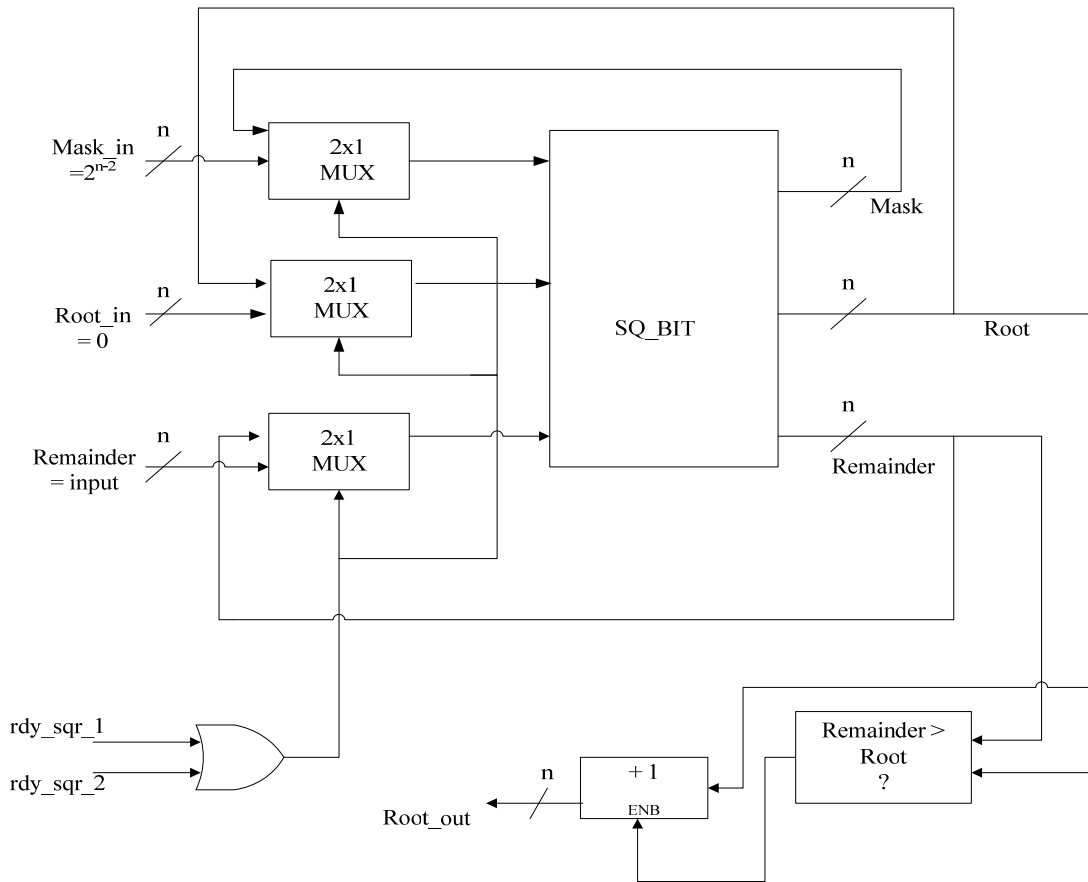 n
Mask_in
=2^{n-2}
2x1
MUX
n
Mask
n
Root_in
= 0
2x1
MUX
SQ_BIT
n
Root
n
Remainder
= input
2x1
MUX
n
Remainder
rdy_sqr_1
rdy_sqr_2
Remainder >
Root
?
+ 1
ENB
n
Root_out